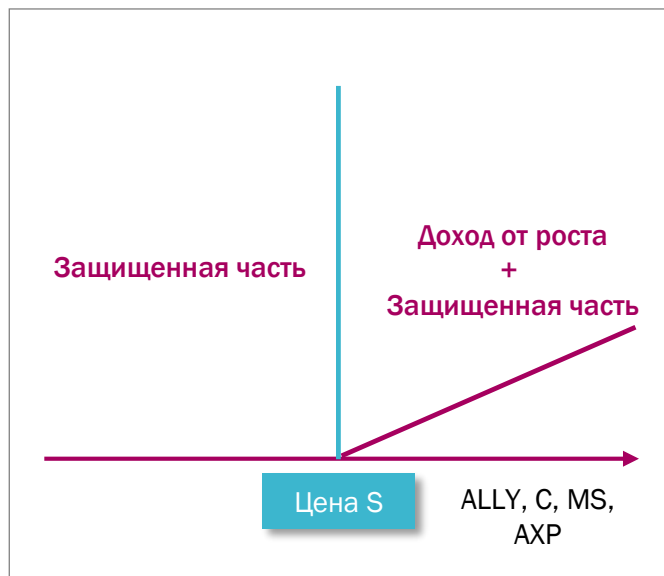 Защищенная часть
Доход от роста
+
Защищенная часть
Цена S
ALLY, C, MS,
AXP